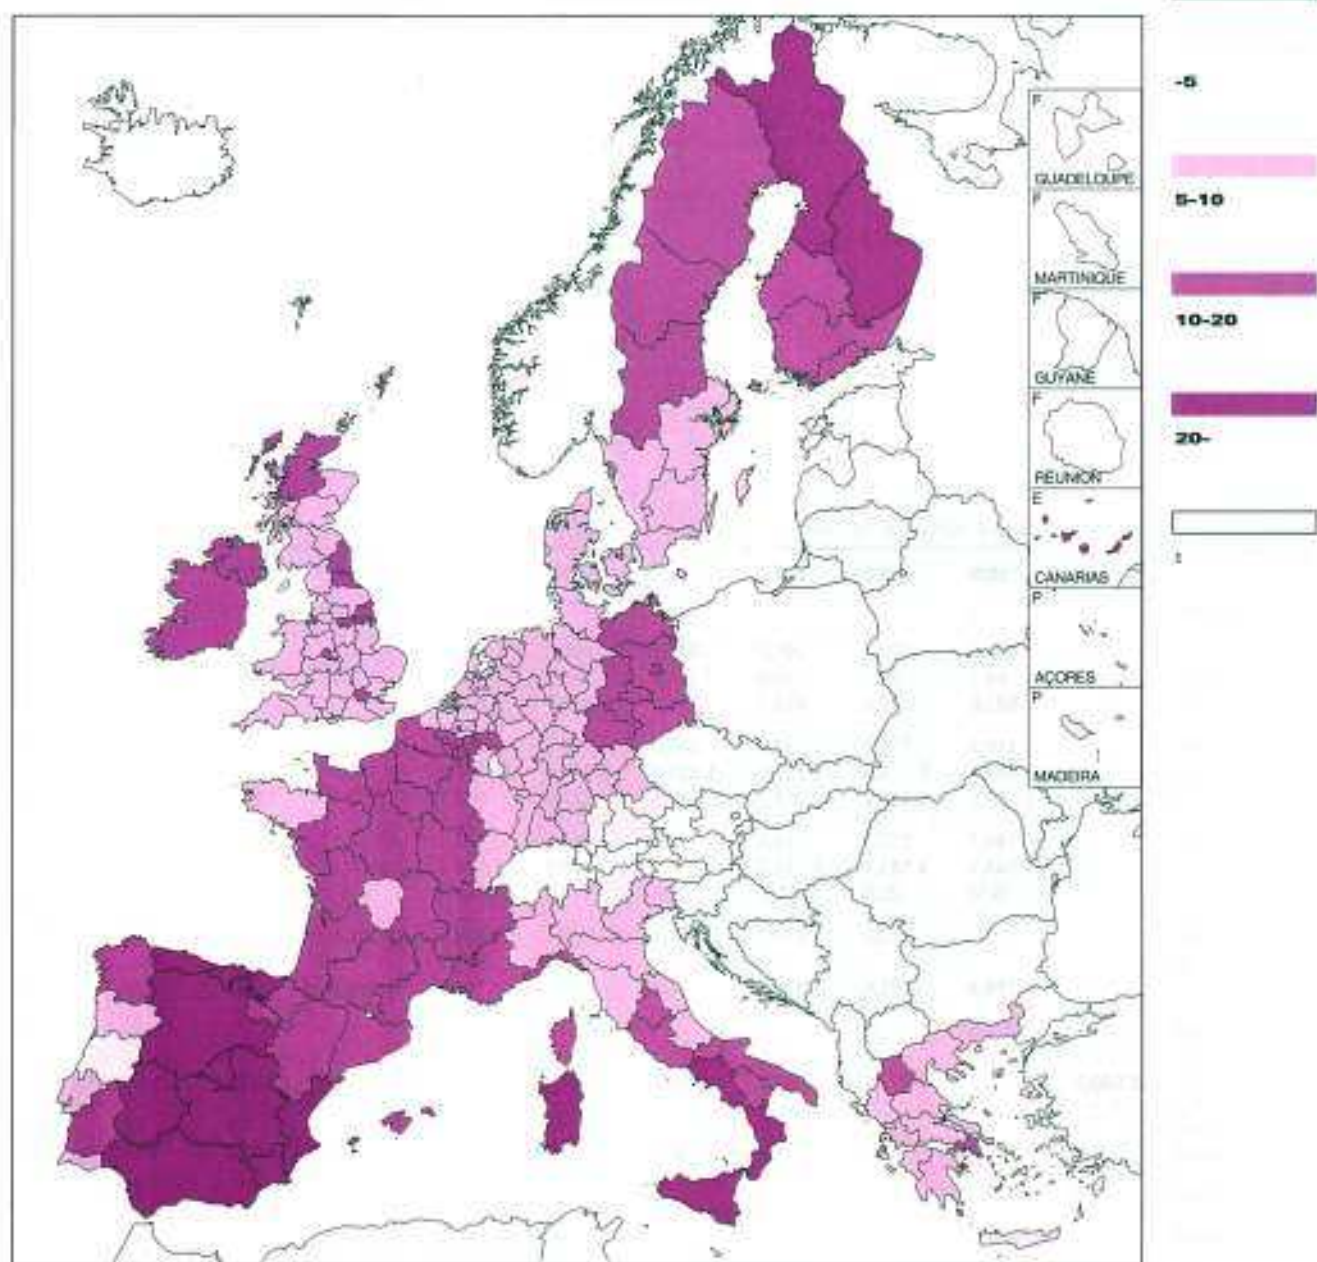 F
GUADELOUPE
F
MARTINIQUE
F
GUYANE
F
REUNION
E
CANARIAS
P
AÇORES
P
MADEIRA
-5
5-10
10-20
20-
: